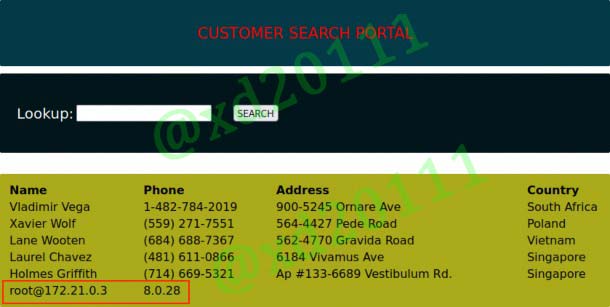 CUSTOMER SEARCH PORTAL
Lookup: SEARCH
Name Phone Address Country
Vladimir Vega 1-482-784-2019 900-5245 Ornare Ave South Africa
Xavier Wolf (559) 271-7551 564-4427 Pede Road Poland
Lane Wooten (684) 688-7367 562-4770 Gravida Road Vietnam
Laurel Chavez (481) 611-0866 6184 Vivamus Ave Singapore
Holmes Griffith (714) 669-5321 Ap #133-6689 Vestibulum Rd. Singapore
root@172.21.0.3 8.0.28
@xd20111
@xd20111